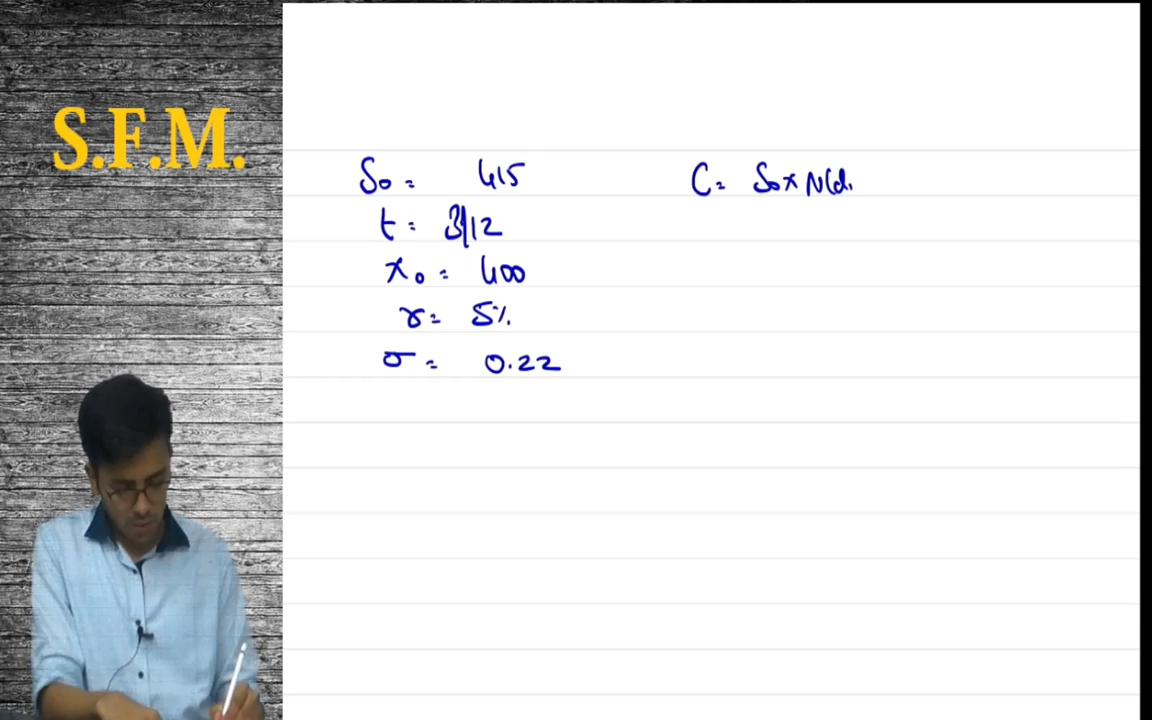 S.F.M.
S₀ = 415
C = S₀ x N(d₁
t = 3/12
x₀ = 400
r = 5%
σ = 0.22